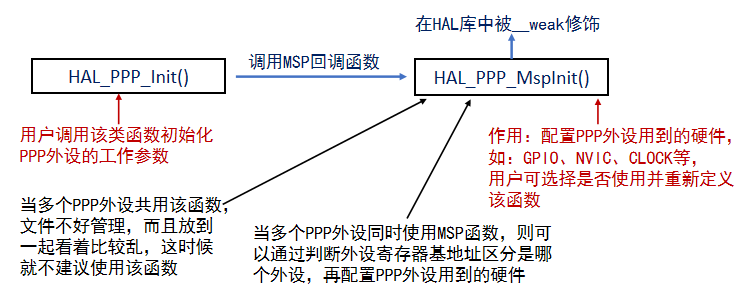 在HAL库中被__weak修饰
HAL_PPP_Init()
调用MSP回调函数
HAL_PPP_MspInit()
用户调用该类函数初始化
PPP外设的工作参数
作用：配置PPP外设用到的硬件，
如：GPIO、NVIC、CLOCK等，
用户可选择是否使用并重新定义
该函数
当多个PPP外设共用该函数，
文件不好管理，而且放到
一起看着比较乱，这时候
就不建议使用该函数
当多个PPP外设同时使用MSP函数，则可
以通过判断外设寄存器基地址区分是哪
个外设，再配置PPP外设用到的硬件